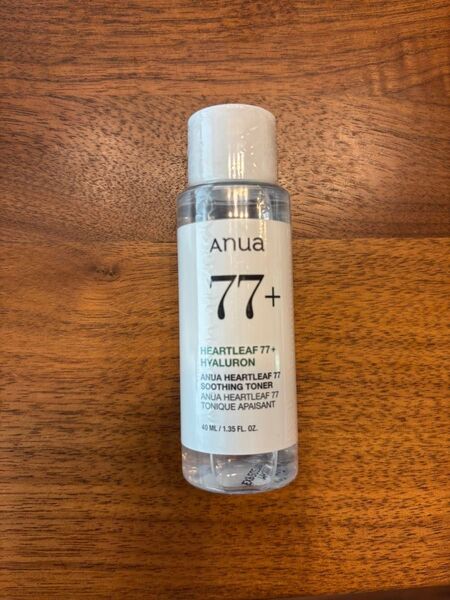 Anua
77+
HEARTLEAF 77+
HYALURON
ANUA HEARTLEAF 77
SOOTHING TONER
ANUA HEARTLEAF 77
TONIQUE APAISANT
40 ML / 1.35 FL. OZ.